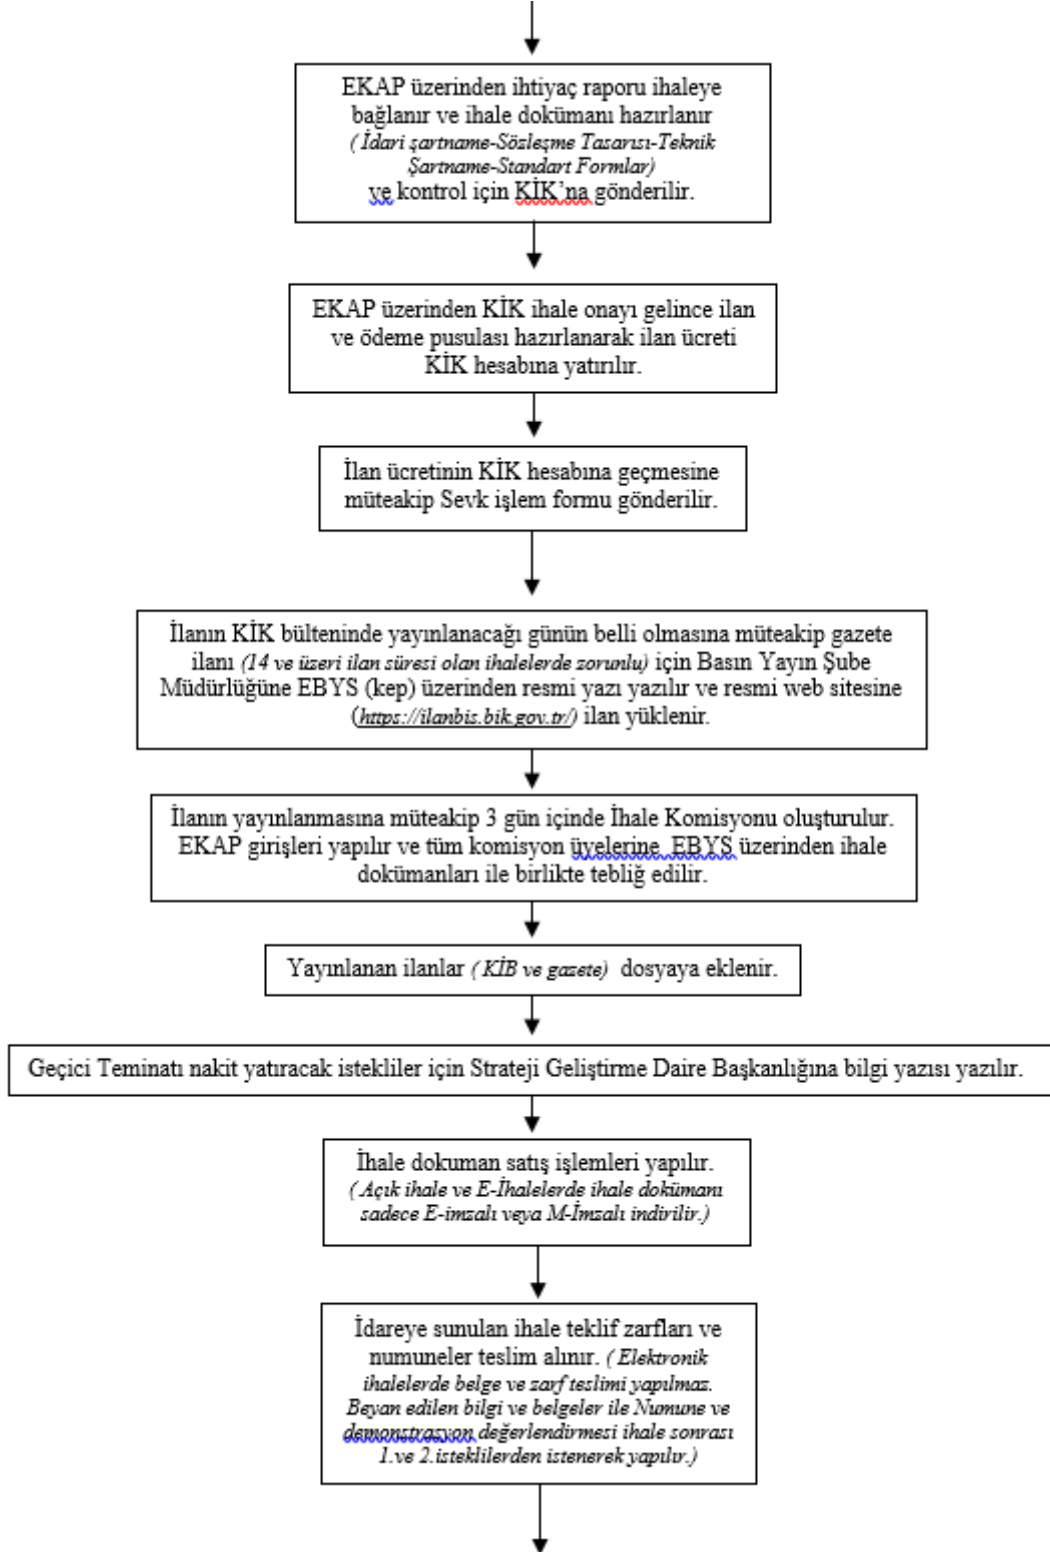 EKAP üzerinden ihtiyaç raporu ihaleye
bağlanır ve ihale dokümanı hazırlanır
( İdari şartname-Sözleşme Tasarısı-Teknik
Şartname-Standart Formlar)
ve kontrol için KİK'na gönderilir.
EKAP üzerinden KİK ihale onayı gelince ilan
ve ödeme pusulası hazırlanarak ilan ücreti
KİK hesabına yatırılır.
İlan ücretinin KİK hesabına geçmesine
müteakip Sevk işlem formu gönderilir.
İlanın KİK bülteninde yayınlanacağı günün belli olmasına müteakip gazete
ilanı (14 ve üzeri ilan süresi olan ihalelerde zorunlu) için Basın Yayın Şube
Müdürlüğüne EBYS (kep) üzerinden resmi yazı yazılır ve resmi web sitesine
(https://ilanbis.bik.gov.tr/) ilan yüklenir.
İlanın yayınlanmasına müteakip 3 gün içinde İhale Komisyonu oluşturulur.
EKAP girişleri yapılır ve tüm komisyon üyelerine EBYS üzerinden ihale
dokümanları ile birlikte tebliğ edilir.
Yayınlanan ilanlar ( KİB ve gazete) dosyaya eklenir.
Geçici Teminatı nakit yatıracak istekliler için Strateji Geliştirme Daire Başkanlığına bilgi yazısı yazılır.
İhale dokuman satış işlemleri yapılır.
( Açık ihale ve E-İhalelerde ihale dokümanı
sadece E-imzalı veya M-İmzalı indirilir.)
İdareye sunulan ihale teklif zarfları ve
numuneler teslim alınır. ( Elektronik
ihalelerde belge ve zarf teslimi yapılmaz.
Beyan edilen bilgi ve belgeler ile Numune ve
demonstrasyon değerlendirmesi ihale sonrası
1.ve 2.isteklilerden istenerek yapılır.)